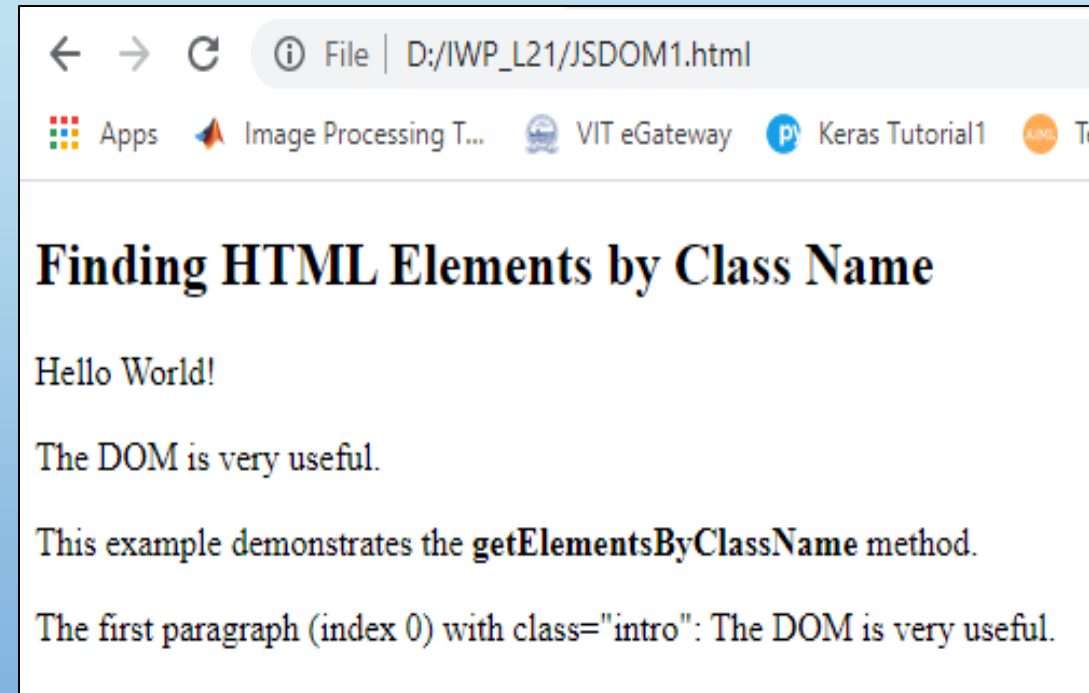 File | D:/IWP_L21/JSDOM1.html
Apps Image Processing T... VIT eGateway py Keras Tutorial1 AIML
Finding HTML Elements by Class Name
Hello World!
The DOM is very useful.
This example demonstrates the getElementsByClassName method.
The first paragraph (index 0) with class="intro": The DOM is very useful.